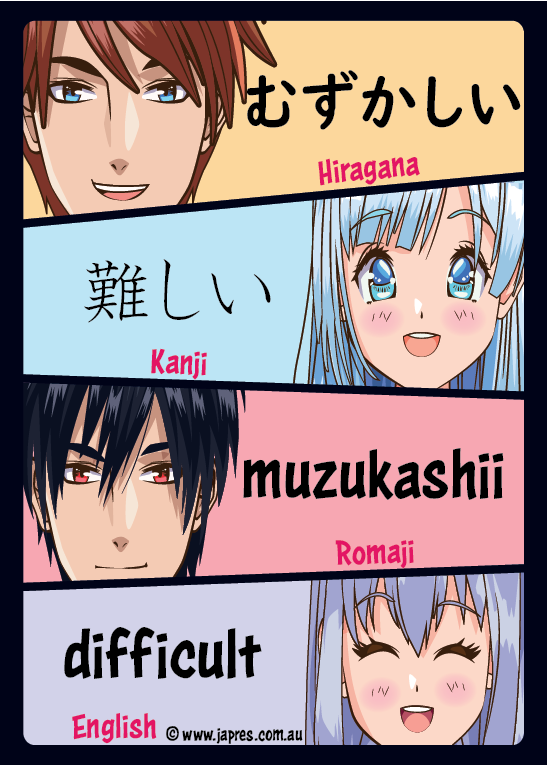 むずかしい
Hiragana
難しい
Kanji
muzukashii
Romaji
difficult
English © www.japres.com.au